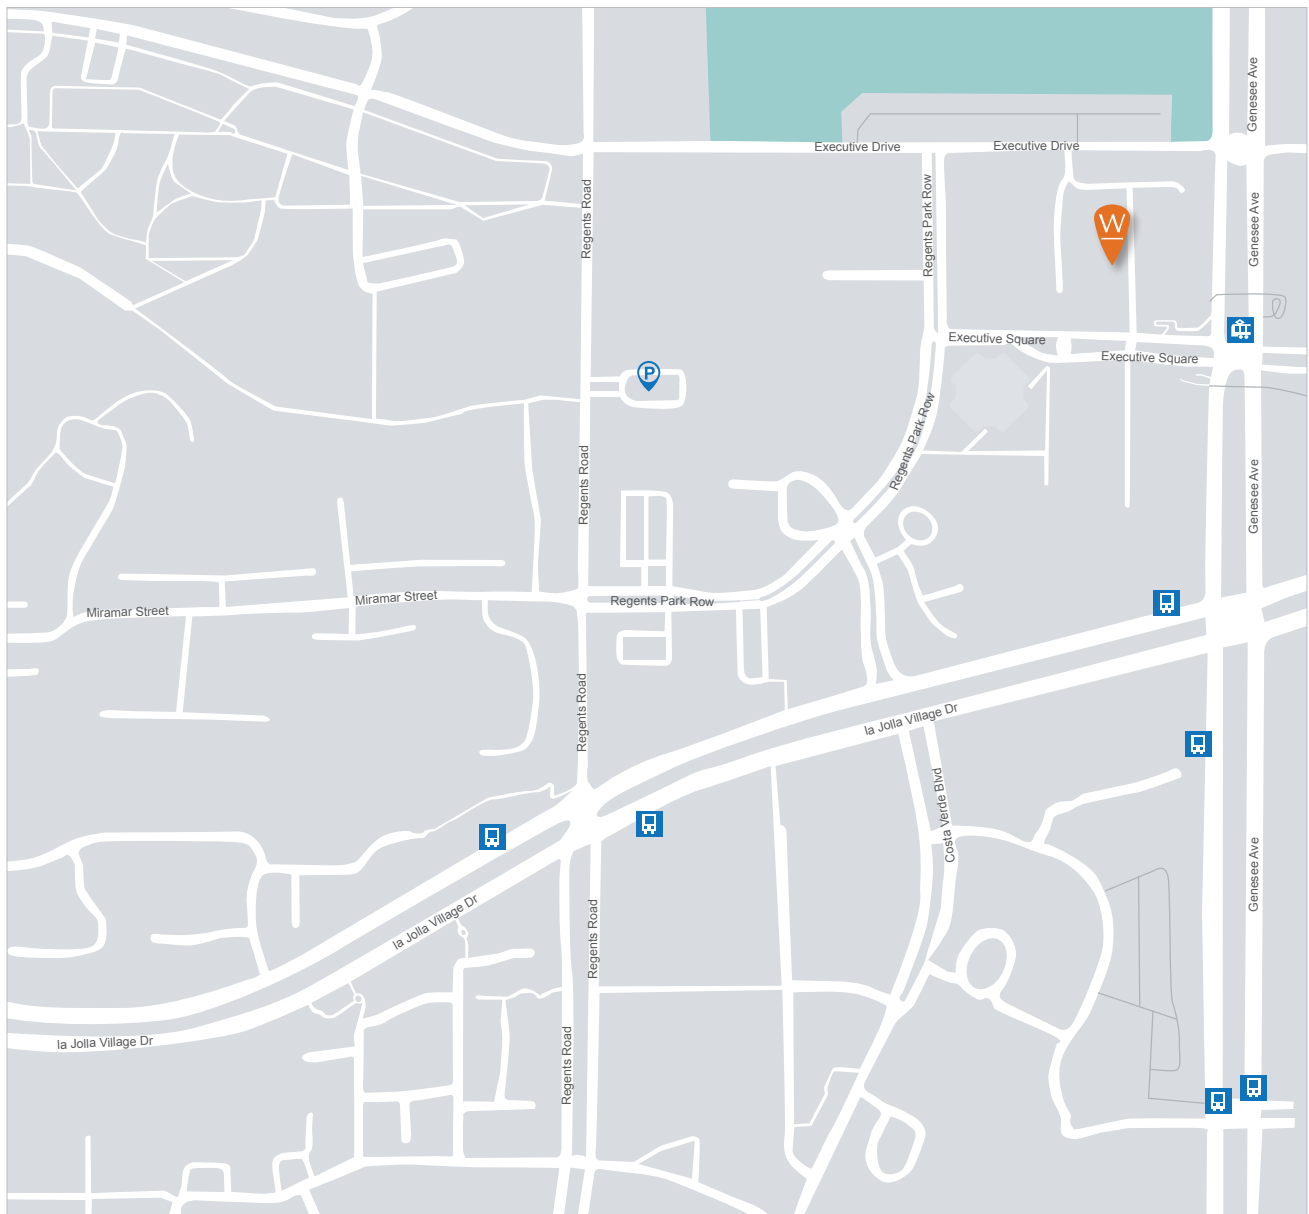 Genesee Ave
Executive Drive
Executive Drive
Regents Road
Regents Park Row
Genesee Ave
W
Executive Square
Executive Square
P
Regents Park Row
Regents Road
Genesee Ave
Miramar Street
Miramar Street
Regents Park Row
Regents Road
la Jolla Village Dr
Costa Verde Blvd
Genesee Ave
la Jolla Village Dr
Regents Road
la Jolla Village Dr
Regents Road